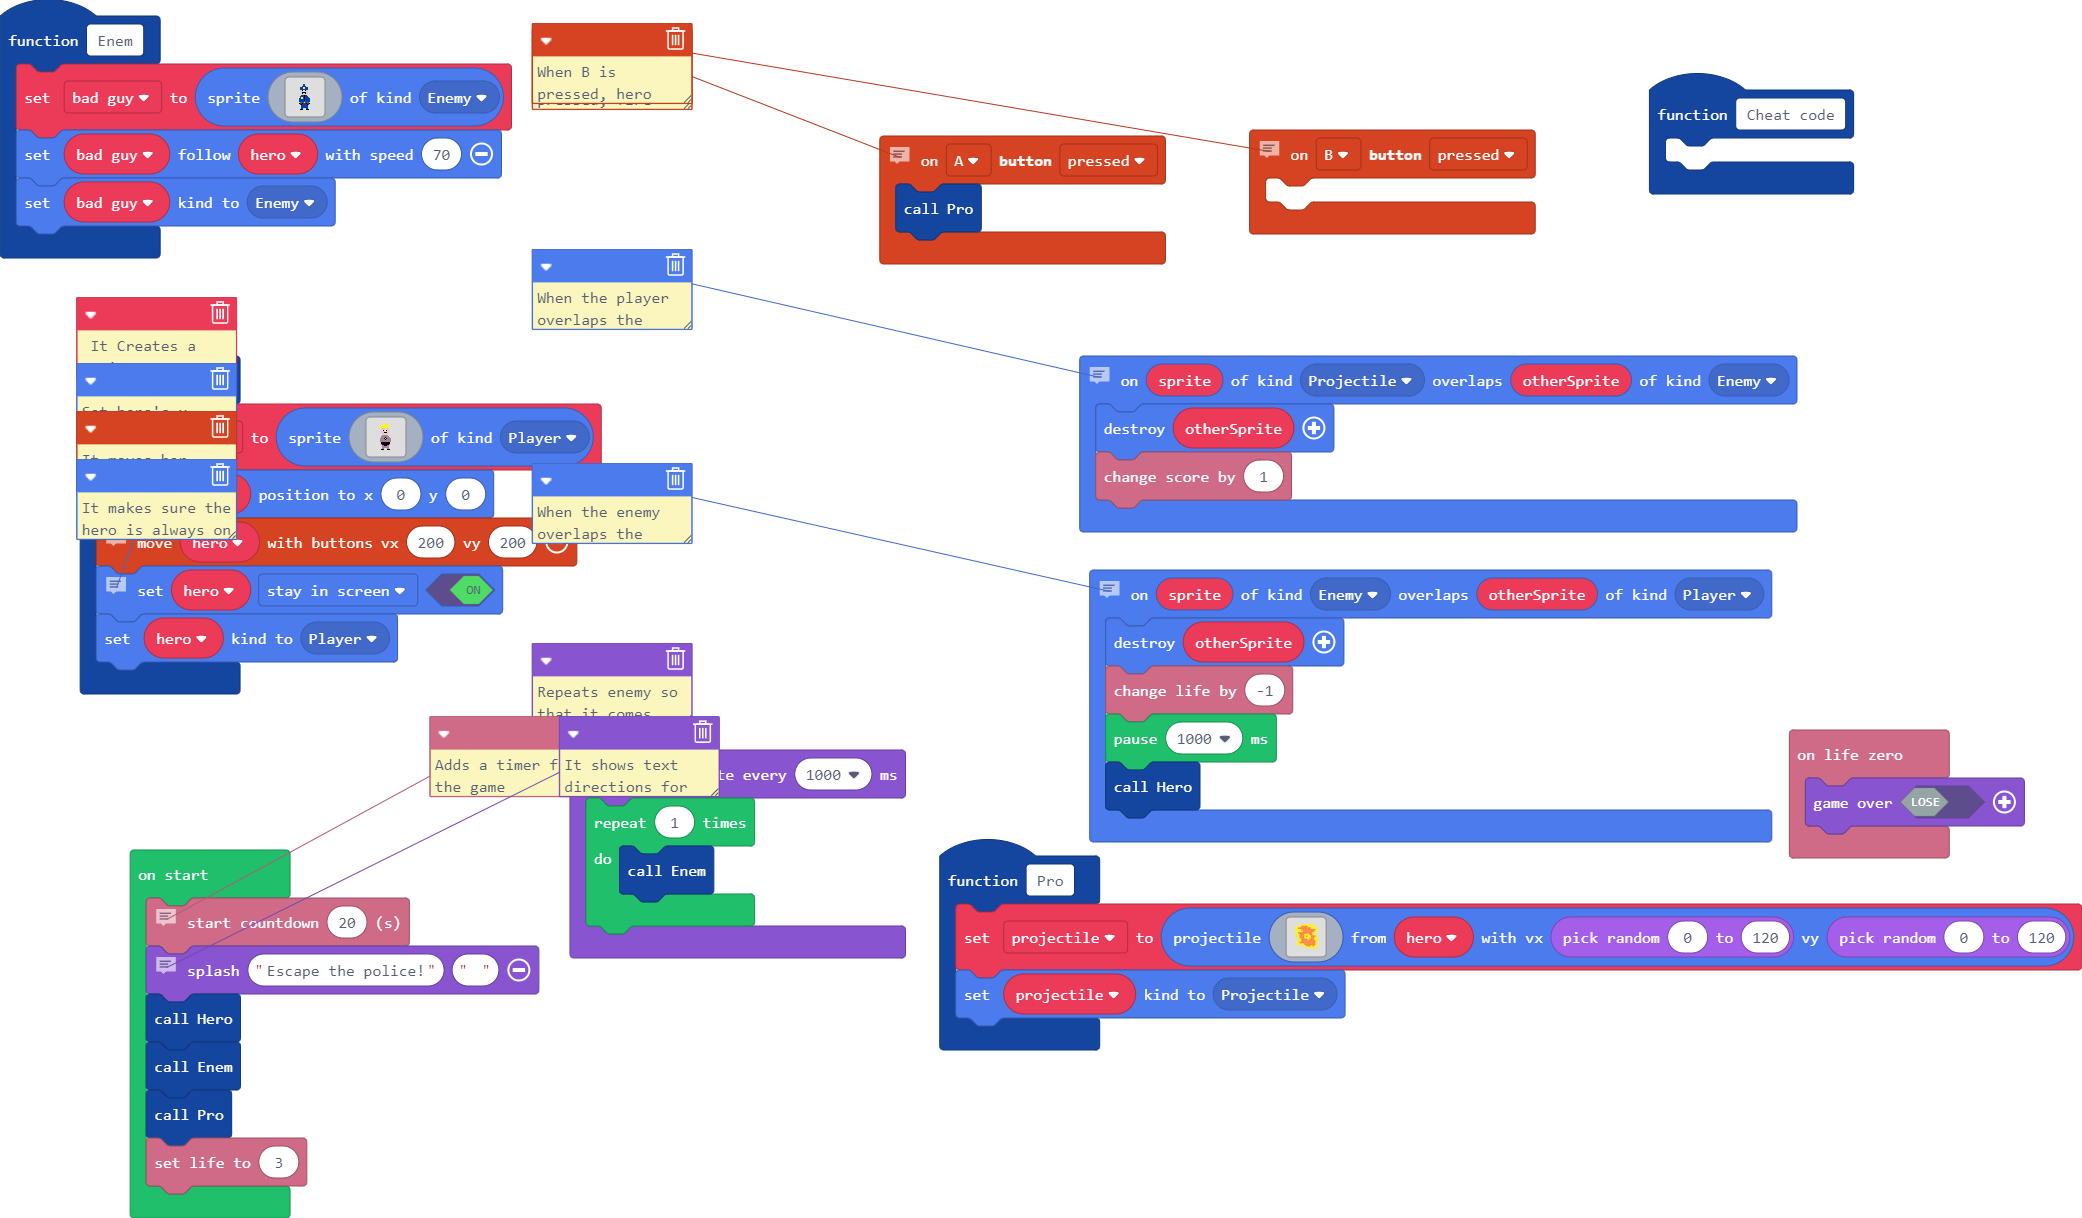 function Enem
set bad guy to sprite of kind Enemy
set bad guy follow hero with speed 70
set bad guy kind to Enemy
When B is
pressed, hero
on A button pressed
call Pro
on B button pressed
function Cheat code
When the player
overlaps the
It Creates a
to sprite of kind Player
position to x 0 y 0
It makes sure the
hero is always on
move hero with buttons vx 200 vy 200
set hero stay in screen ON
set hero kind to Player
on sprite of kind Projectile overlaps otherSprite of kind Enemy
destroy otherSprite
change score by 1
When the enemy
overlaps the
on sprite of kind Enemy overlaps otherSprite of kind Player
destroy otherSprite
change life by -1
pause 1000 ms
call Hero
on life zero
game over LOSE
Repeats enemy so
that it comes
Adds a timer f
the game
It shows text
directions for
te every 1000 ms
repeat 1 times
do
call Enem
on start
start countdown 20 (s)
splash "Escape the police!" " "
call Hero
call Enem
call Pro
set life to 3
function Pro
set projectile to projectile from hero with vx pick random 0 to 120 vy pick random 0 to 120
set projectile kind to Projectile